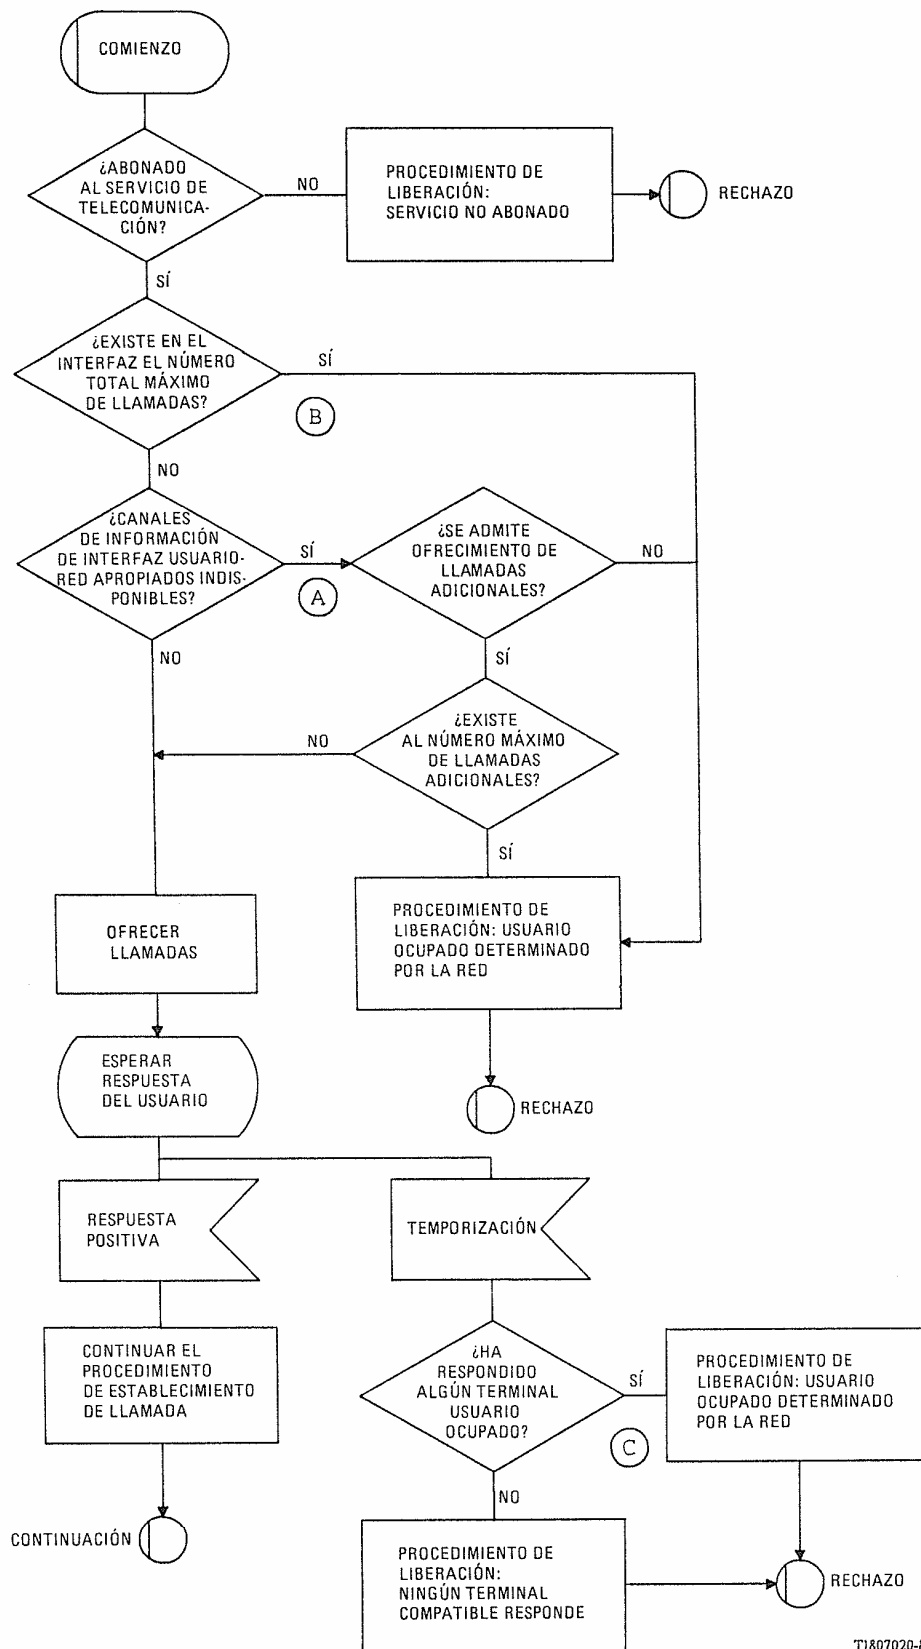 COMIENZO
¿ABONADO
AL SERVICIO DE
TELECOMUNICA-
CIÓN?
NO
PROCEDIMIENTO DE
LIBERACIÓN:
SERVICIO NO ABONADO
RECHAZO
SÍ
¿EXISTE EN EL
INTERFAZ EL NÚMERO
TOTAL MÁXIMO
DE LLAMADAS?
SÍ
B
NO
¿CANALES
DE INFORMACIÓN
DE INTERFAZ USUARIO-
RED APROPIADOS INDIS-
PONIBLES?
SÍ
A
¿SE ADMITE
OFRECIMIENTO DE
LLAMADAS
ADICIONALES?
NO
NO
SÍ
¿EXISTE
AL NÚMERO MÁXIMO
DE LLAMADAS
ADICIONALES?
NO
SÍ
PROCEDIMIENTO DE
LIBERACIÓN: USUARIO
OCUPADO DETERMINADO
POR LA RED
OFRECER
LLAMADAS
ESPERAR
RESPUESTA
DEL USUARIO
RECHAZO
RESPUESTA
POSITIVA
TEMPORIZACIÓN
CONTINUAR EL
PROCEDIMIENTO
DE ESTABLECIMIENTO
DE LLAMADA
¿HA
RESPONDIDO
ALGÚN TERMINAL
USUARIO
OCUPADO?
SÍ
C
PROCEDIMIENTO DE
LIBERACIÓN: USUARIO
OCUPADO DETERMINADO
POR LA RED
NO
CONTINUACIÓN
PROCEDIMIENTO DE
LIBERACIÓN:
NINGÚN TERMINAL
COMPATIBLE RESPONDE
RECHAZO